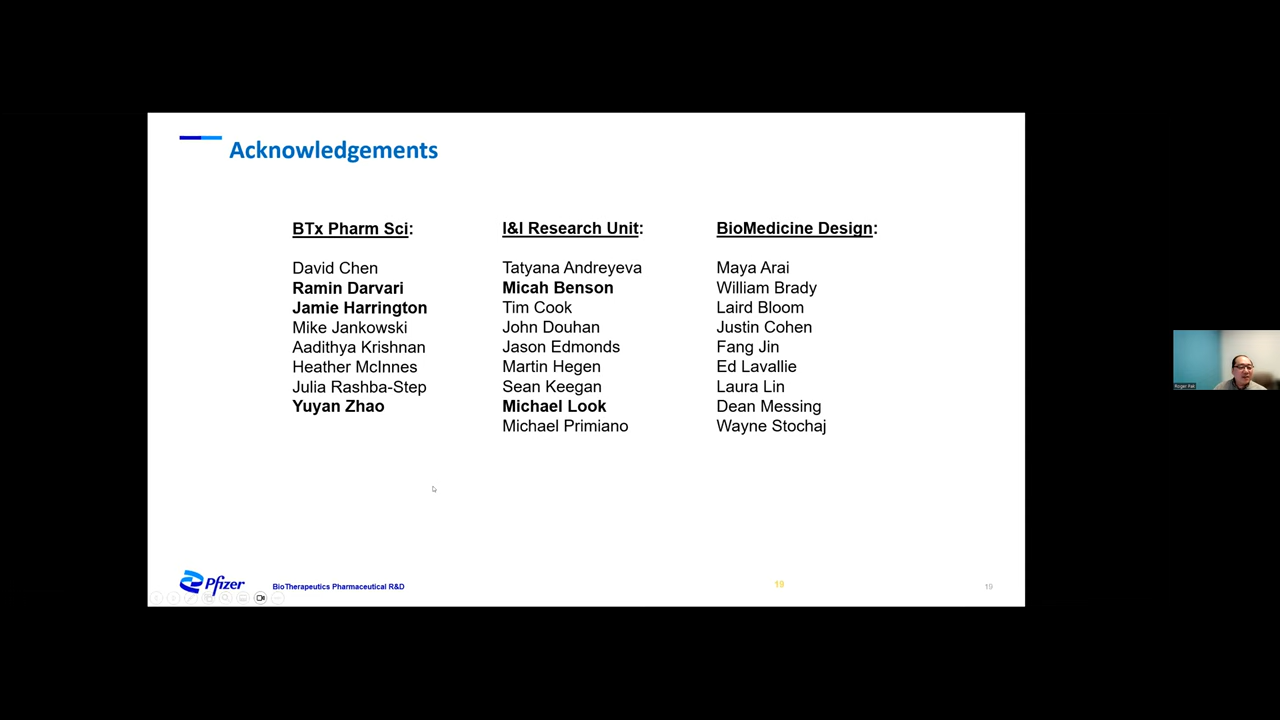 Acknowledgements
BTx Pharm Sci:
David Chen
Ramin Darvari
Jamie Harrington
Mike Jankowski
Aadithya Krishnan
Heather McInnes
Julia Rashba-Step
Yuyan Zhao
I&I Research Unit:
Tatyana Andreyeva
Micah Benson
Tim Cook
John Douhan
Jason Edmonds
Martin Hegen
Sean Keegan
Michael Look
Michael Primiano
BioMedicine Design:
Maya Arai
William Brady
Laird Bloom
Justin Cohen
Fang Jin
Ed Lavallie
Laura Lin
Dean Messing
Wayne Stochaj
Pfizer
BioTherapeutics Pharmaceutical R&D
19
19
Roger Pak